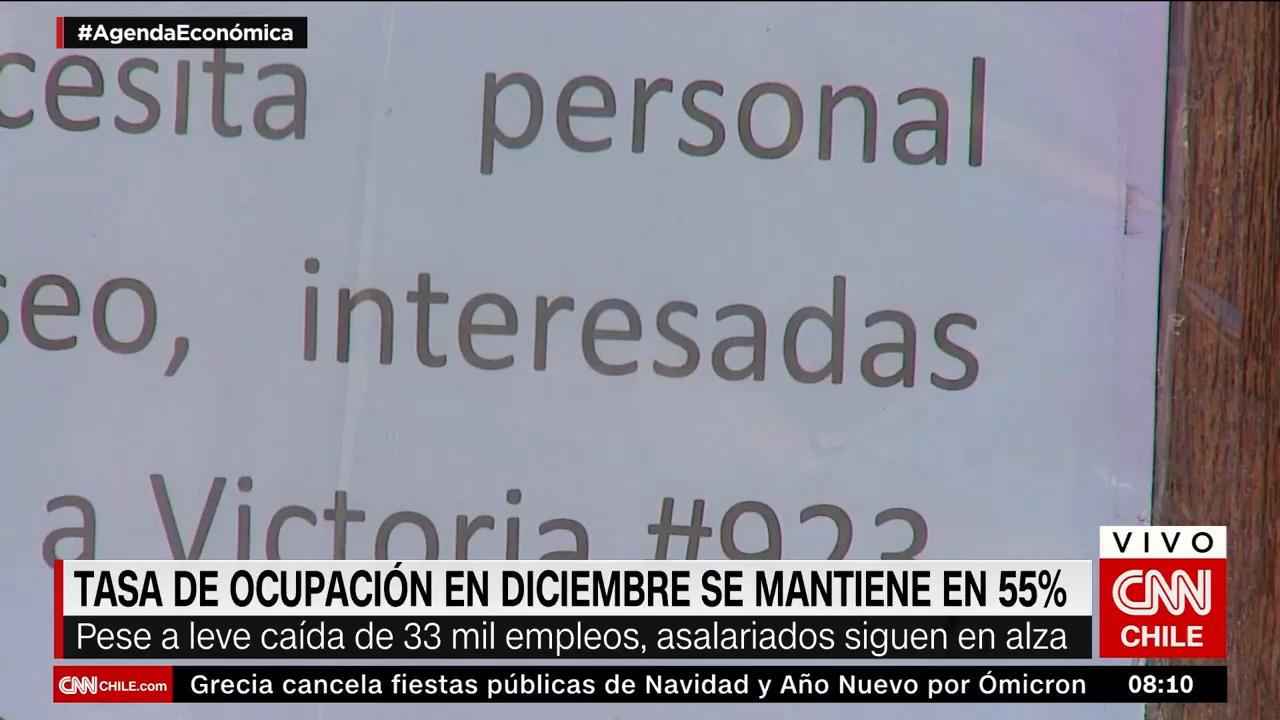 #AgendaEconómica
cesita personal
seo, interesadas
a Victoria #923
TASA DE OCUPACIÓN EN DICIEMBRE SE MANTIENE EN 55%
Pese a leve caída de 33 mil empleos, asalariados siguen en alza
VIVO
CNN
CHILE
CNNCHILE.com Grecia cancela fiestas públicas de Navidad y Año Nuevo por Ómicron 08:10